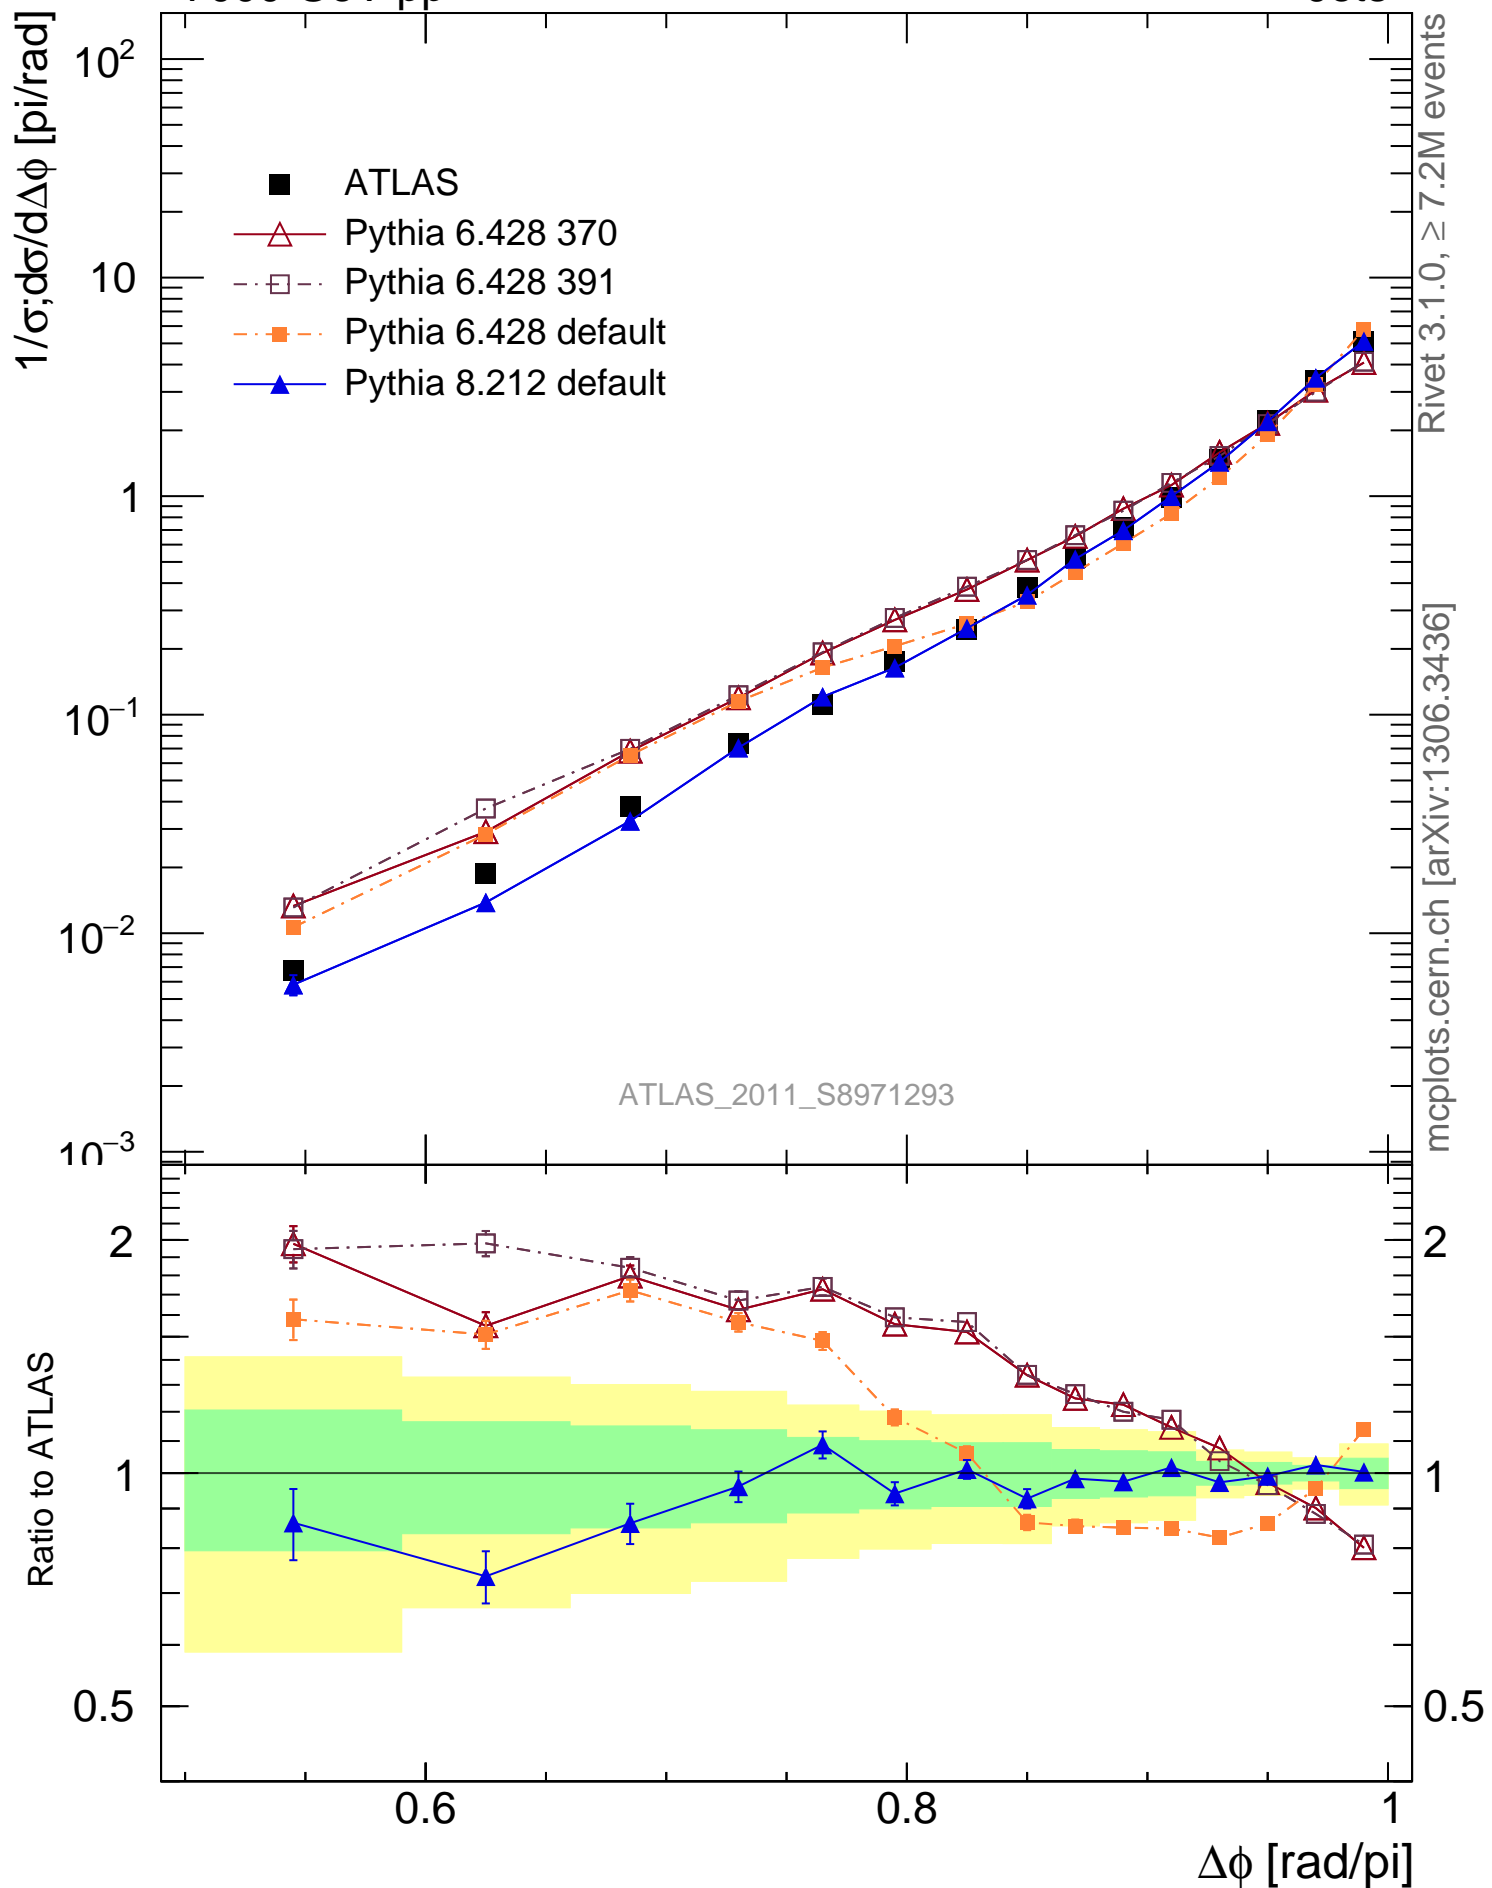 1/σ;dσ/dΔϕ [pi/rad]
10²
10
1
10⁻¹
10⁻²
10⁻³
ATLAS
Pythia 6.428 370
Pythia 6.428 391
Pythia 6.428 default
Pythia 8.212 default
ATLAS_2011_S8971293
Rivet 3.1.0, ≥ 7.2M events
mcplots.cern.ch [arXiv:1306.3436]
Ratio to ATLAS
2
1
0.5
2
1
0.5
0.6
0.8
1
Δϕ [rad/pi]